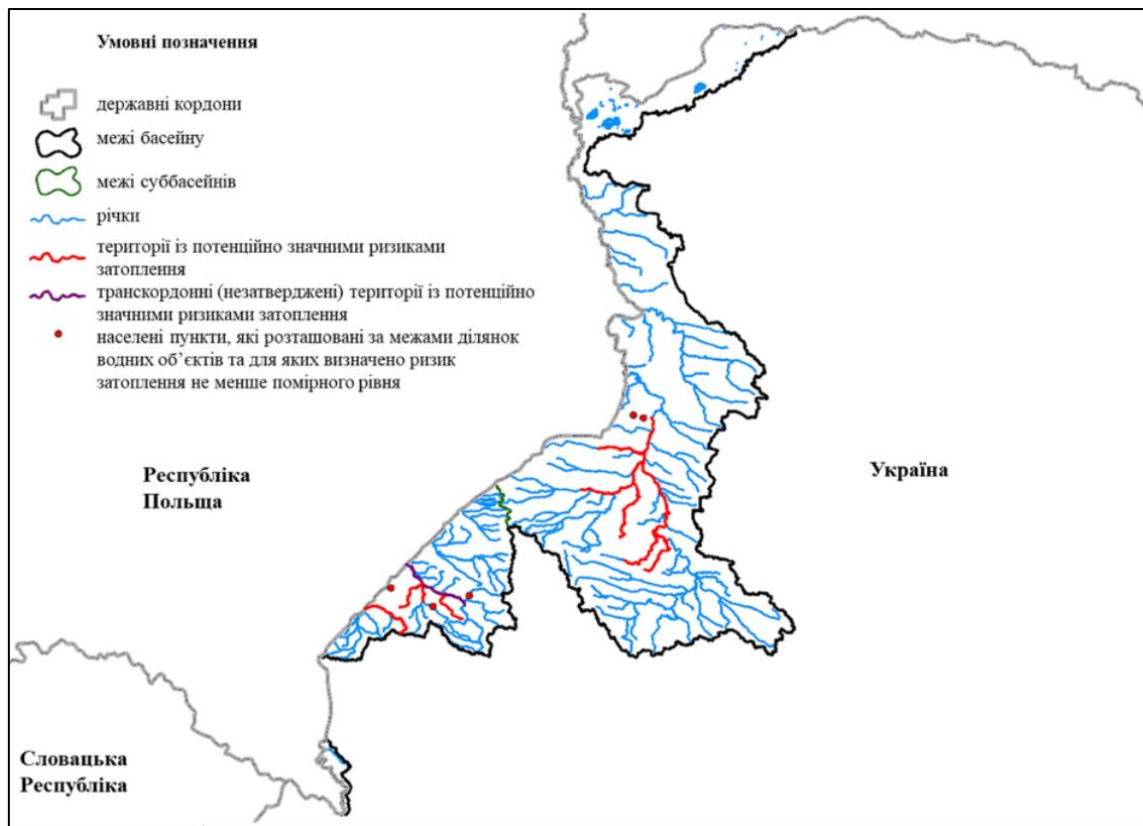 Умовні позначення
державні кордони
межі басейну
межі суббасейнів
річки
території із потенційно значними ризиками
затоплення
транскордонні (незатверджені) території із потенційно
значними ризиками затоплення
населені пункти, які розташовані за межами ділянок
водних об’єктів та для яких визначено ризик
затоплення не менше помірного рівня
Республіка
Польща
Україна
Словацька
Республіка